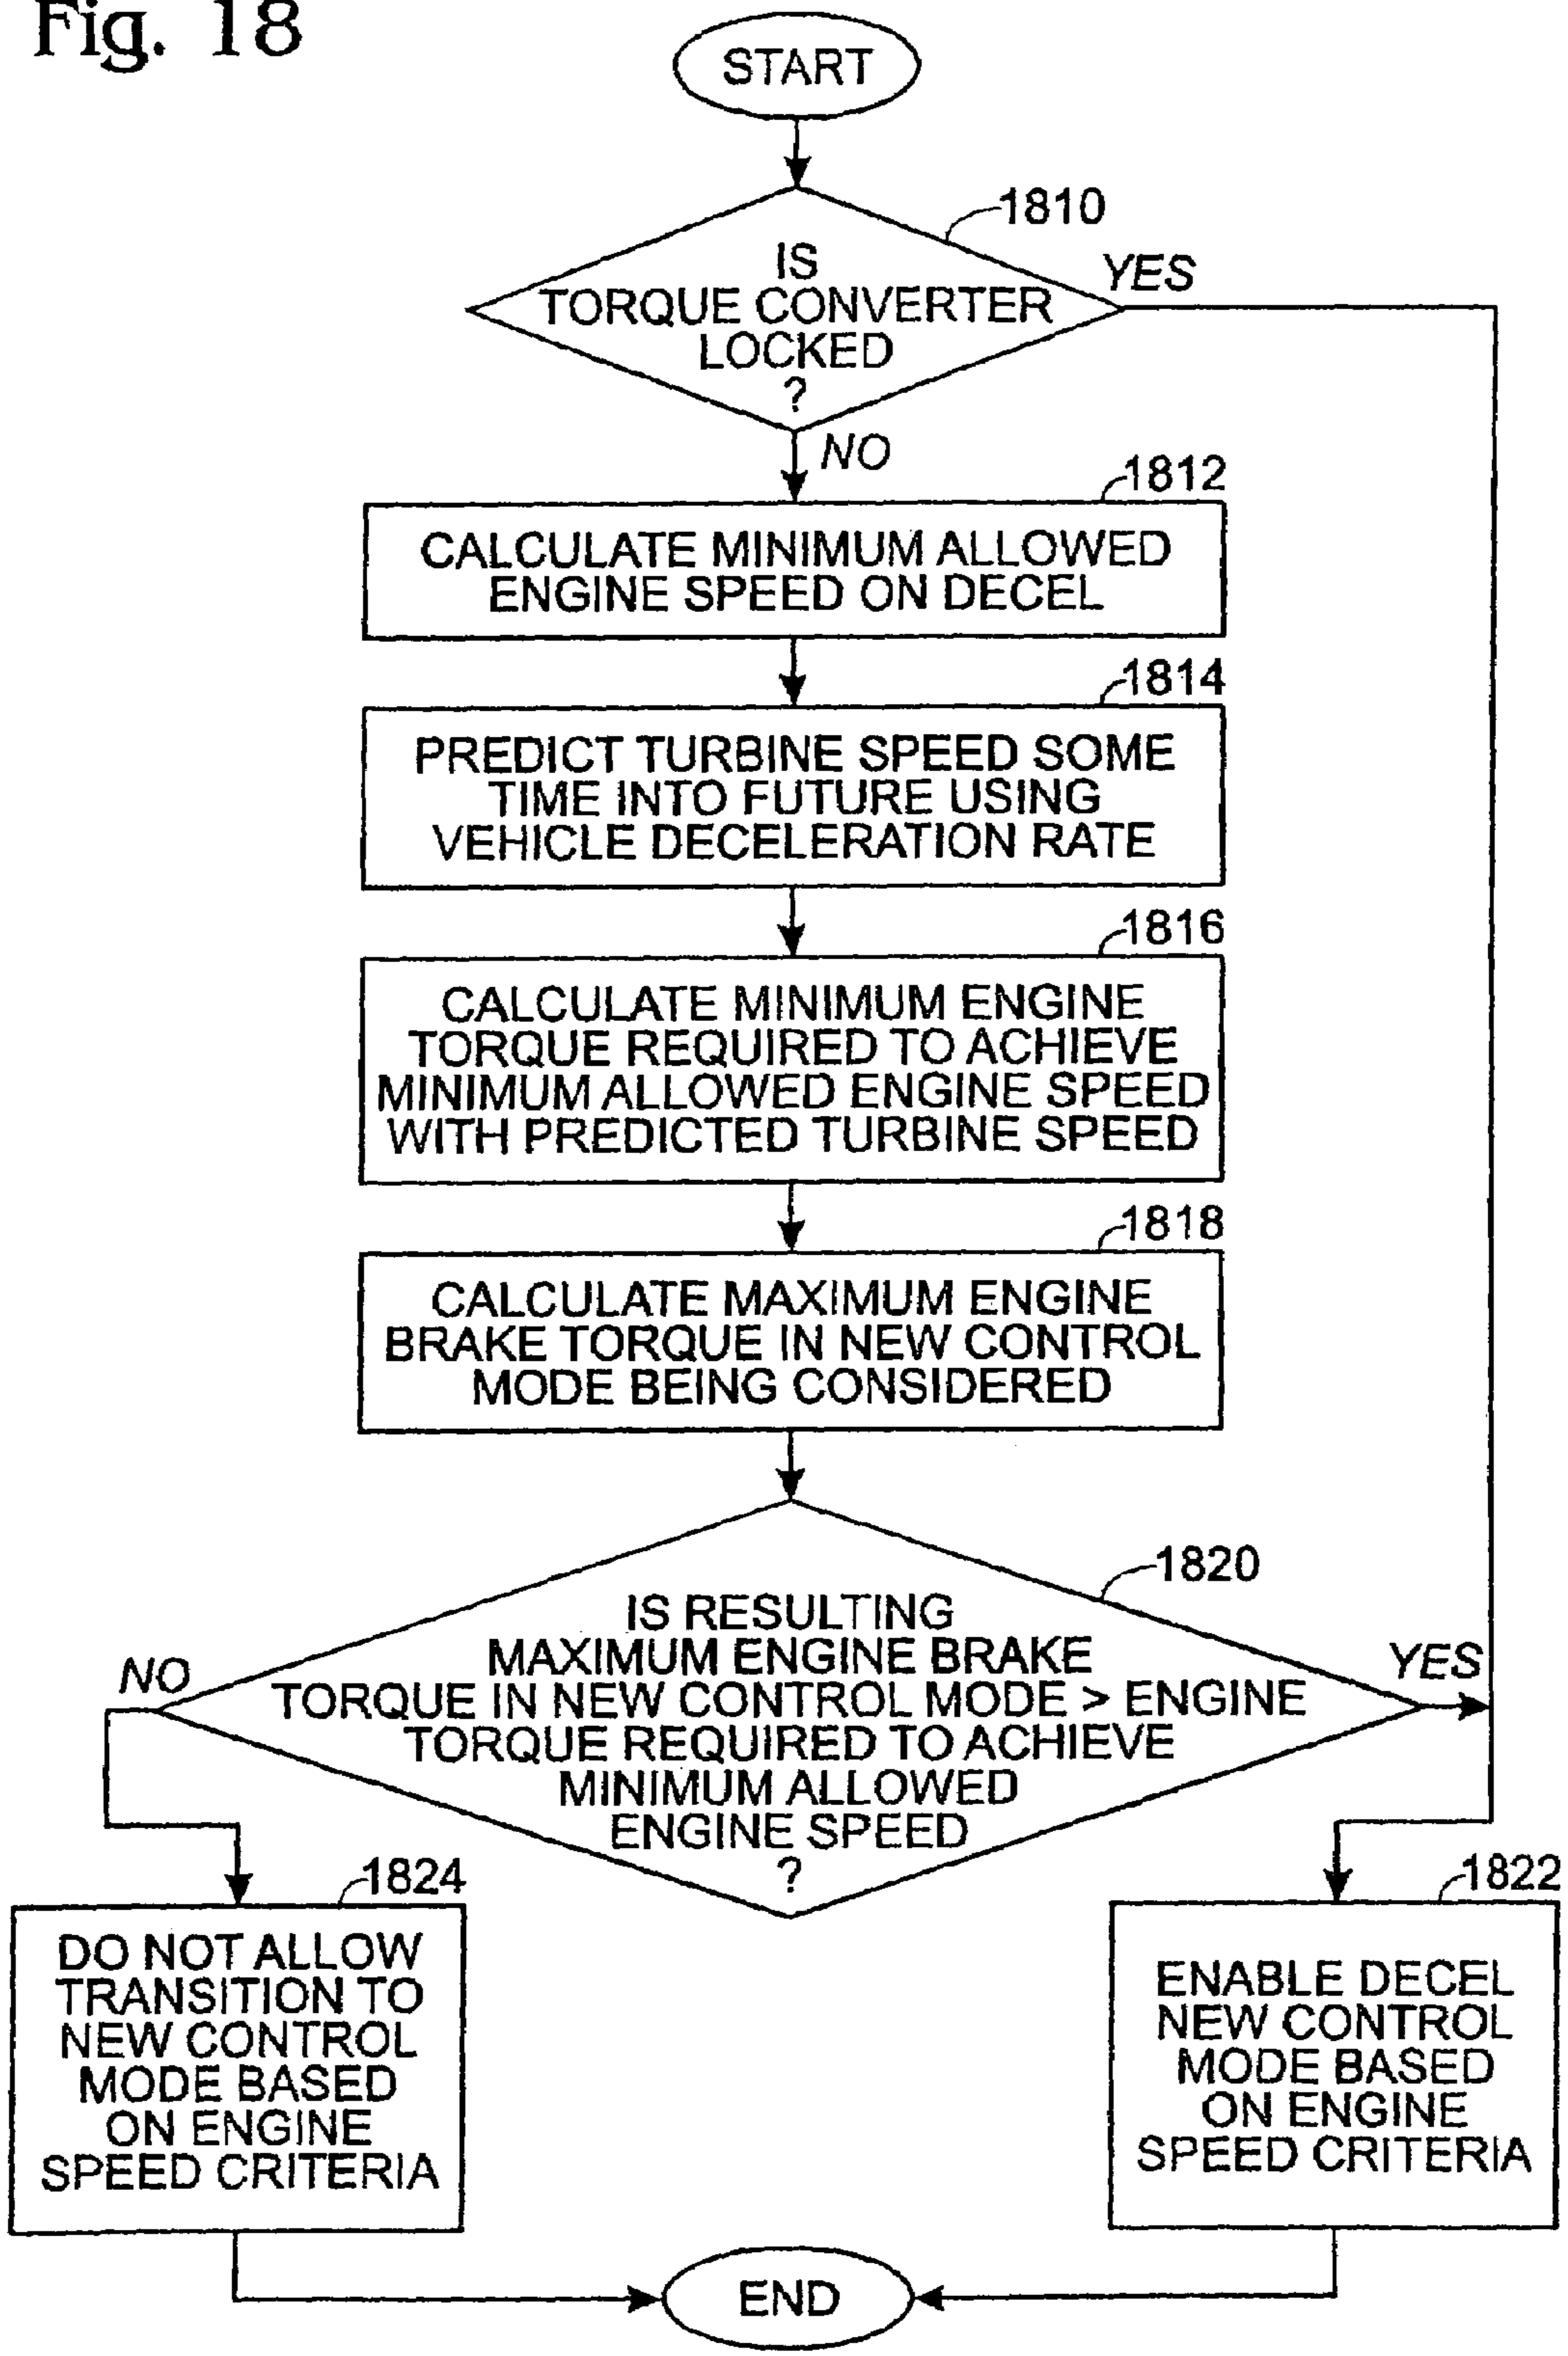 Fig. 18
START
1810
IS
TORQUE CONVERTER
LOCKED
?
YES
NO
1812
CALCULATE MINIMUM ALLOWED
ENGINE SPEED ON DECEL
1814
PREDICT TURBINE SPEED SOME
TIME INTO FUTURE USING
VEHICLE DECELERATION RATE
1816
CALCULATE MINIMUM ENGINE
TORQUE REQUIRED TO ACHIEVE
MINIMUM ALLOWED ENGINE SPEED
WITH PREDICTED TURBINE SPEED
1818
CALCULATE MAXIMUM ENGINE
BRAKE TORQUE IN NEW CONTROL
MODE BEING CONSIDERED
1820
IS RESULTING
MAXIMUM ENGINE BRAKE
TORQUE IN NEW CONTROL MODE > ENGINE
TORQUE REQUIRED TO ACHIEVE
MINIMUM ALLOWED
ENGINE SPEED
?
NO
YES
1824
DO NOT ALLOW
TRANSITION TO
NEW CONTROL
MODE BASED
ON ENGINE
SPEED CRITERIA
1822
ENABLE DECEL
NEW CONTROL
MODE BASED
ON ENGINE
SPEED CRITERIA
END